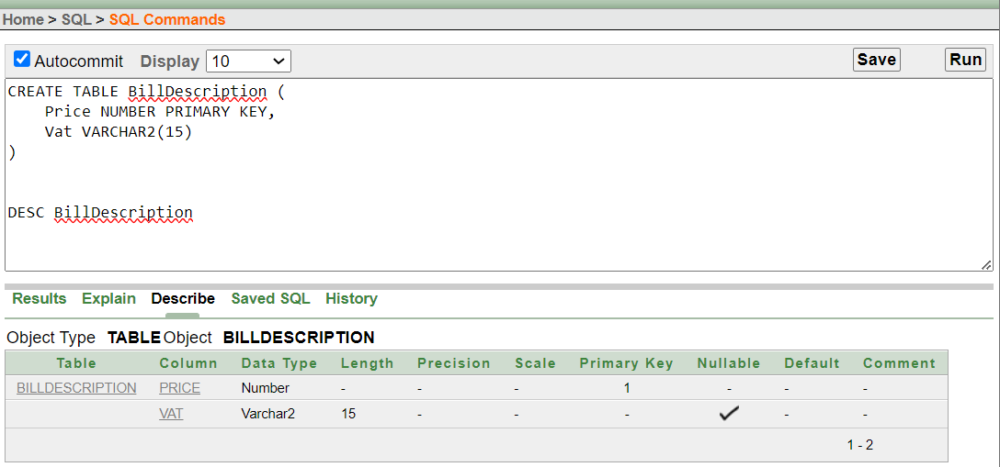 Home > SQL > SQL Commands
Autocommit Display 10 Save Run
CREATE TABLE BillDescription (
    Price NUMBER PRIMARY KEY,
    Vat VARCHAR2(15)
)
DESC BillDescription
Results Explain Describe Saved SQL History
Object Type TABLE Object BILLDESCRIPTION
Table Column Data Type Length Precision Scale Primary Key Nullable Default Comment
BILLDESCRIPTION PRICE Number - - - 1 - - -
VAT Varchar2 15 - - - ✓ - -
1 - 2